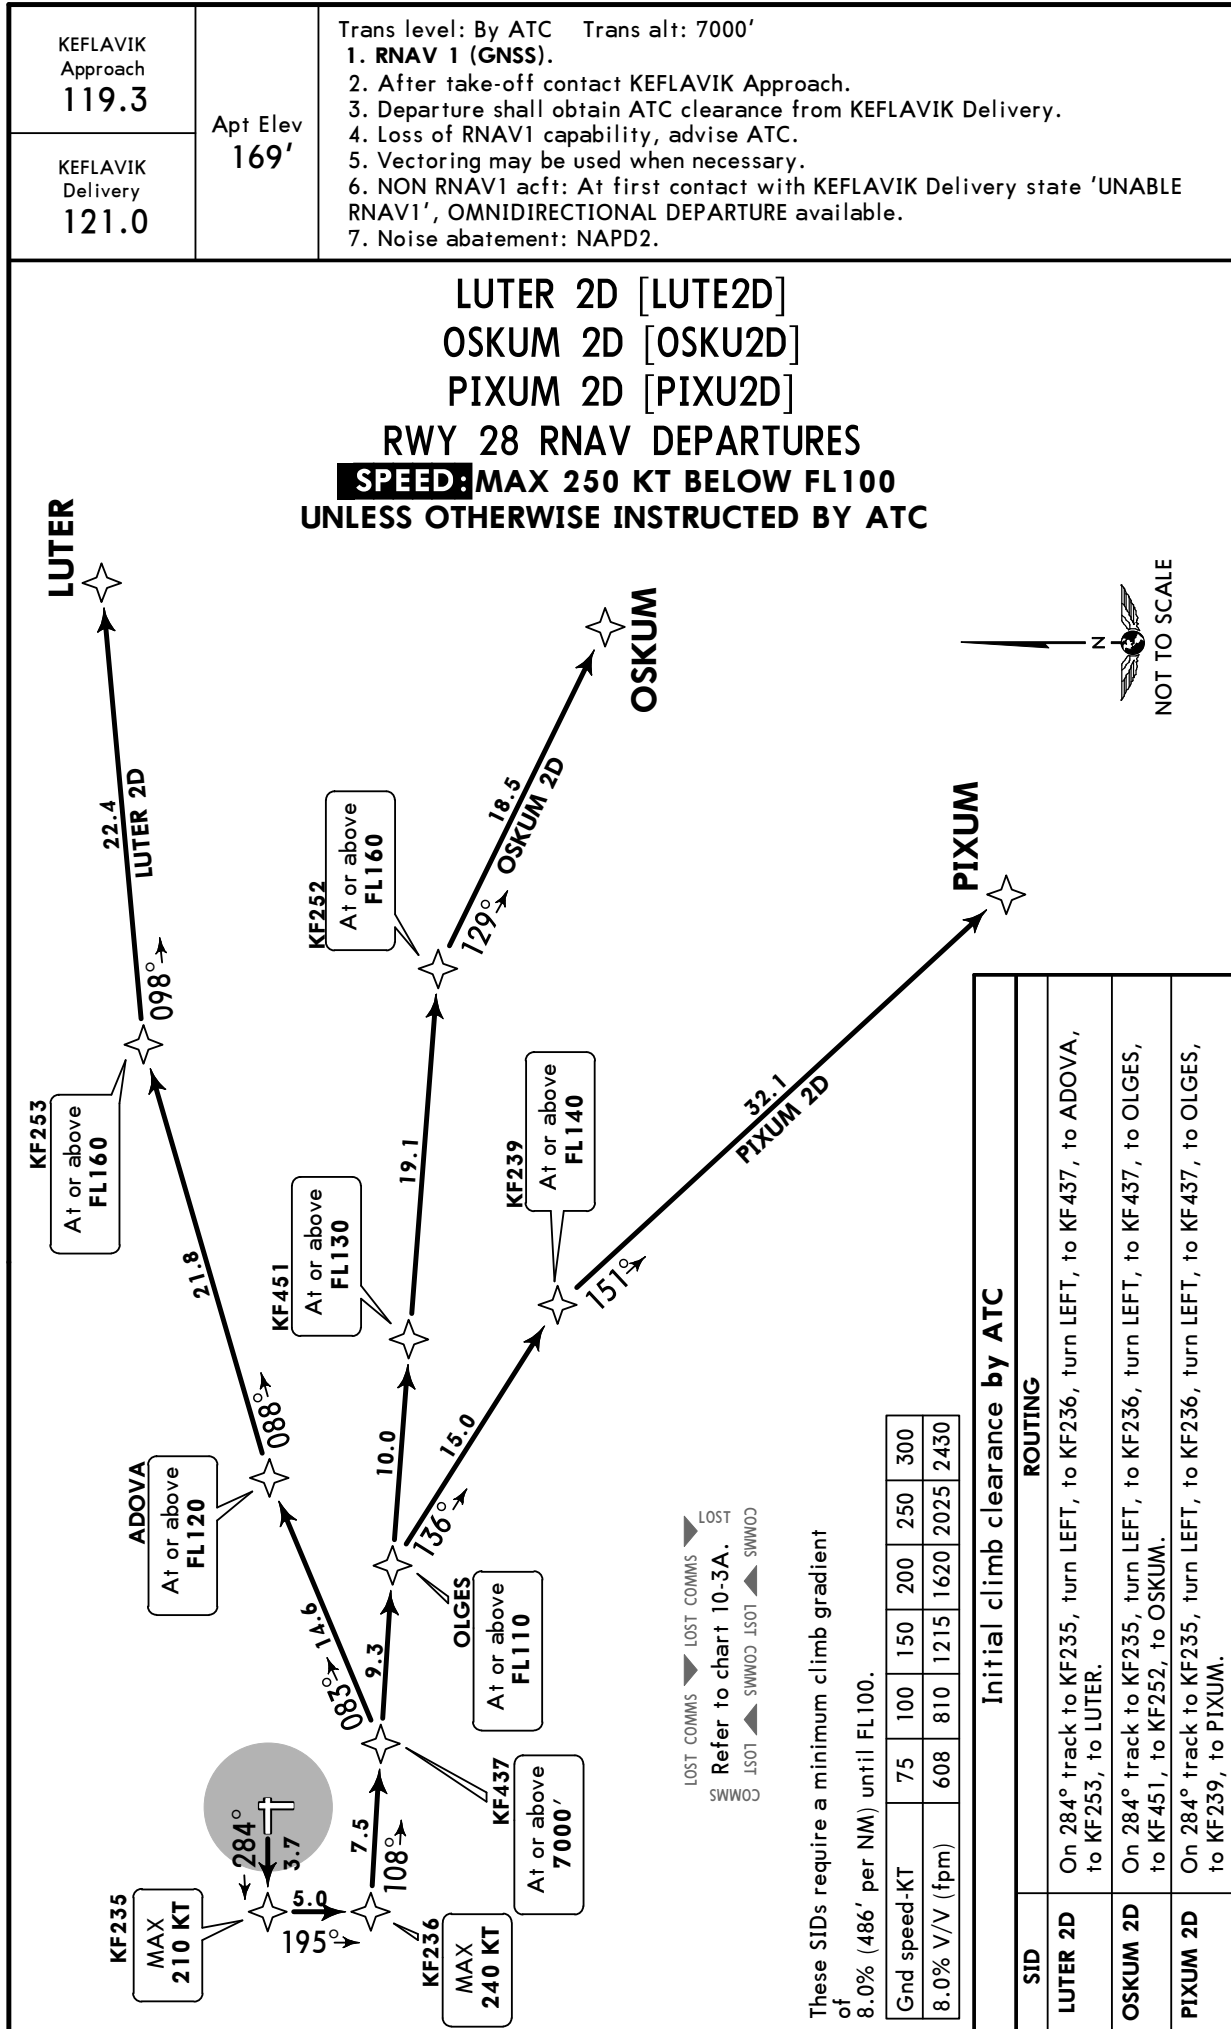 KEFLAVIK
Approach
119.3
KEFLAVIK
Delivery
121.0
Apt Elev
169'
Trans level: By ATC Trans alt: 7000'
1. RNAV 1 (GNSS).
2. After take-off contact KEFLAVIK Approach.
3. Departure shall obtain ATC clearance from KEFLAVIK Delivery.
4. Loss of RNAV1 capability, advise ATC.
5. Vectoring may be used when necessary.
6. NON RNAV1 acft: At first contact with KEFLAVIK Delivery state 'UNABLE
RNAV1', OMNIDIRECTIONAL DEPARTURE available.
7. Noise abatement: NAPD2.
LUTER 2D [LUTE2D]
OSKUM 2D [OSKU2D]
PIXUM 2D [PIXU2D]
RWY 28 RNAV DEPARTURES
SPEED: MAX 250 KT BELOW FL100
UNLESS OTHERWISE INSTRUCTED BY ATC
LUTER
22.4
LUTER 2D
098°
KF253
At or above
FL160
21.8
088°
ADOVA
At or above
FL120
14.6
083°
OSKUM
18.5
OSKUM 2D
129°
KF252
At or above
FL160
19.1
KF451
At or above
FL130
10.0
OLGES
At or above
FL110
9.3
PIXUM
32.1
PIXUM 2D
151°
KF239
At or above
FL140
15.0
136°
KF437
At or above
7000'
7.5
108°
KF236
MAX
240 KT
5.0
195°
KF235
MAX
210 KT
284°
3.7
N
NOT TO SCALE
LOST COMMS LOST COMMS LOST
Refer to chart 10-3A.
COMMS LOST COMMS LOST COMMS
These SIDs require a minimum climb gradient
of
8.0% (486' per NM) until FL100.
Gnd speed-KT 75 100 150 200 250 300
8.0% V/V (fpm) 608 810 1215 1620 2025 2430
Initial climb clearance by ATC
SID ROUTING
LUTER 2D On 284° track to KF235, turn LEFT, to KF236, turn LEFT, to KF437, to ADOVA,
to KF253, to LUTER.
OSKUM 2D On 284° track to KF235, turn LEFT, to KF236, turn LEFT, to KF437, to OLGES,
to KF451, to KF252, to OSKUM.
PIXUM 2D On 284° track to KF235, turn LEFT, to KF236, turn LEFT, to KF437, to OLGES,
to KF239, to PIXUM.